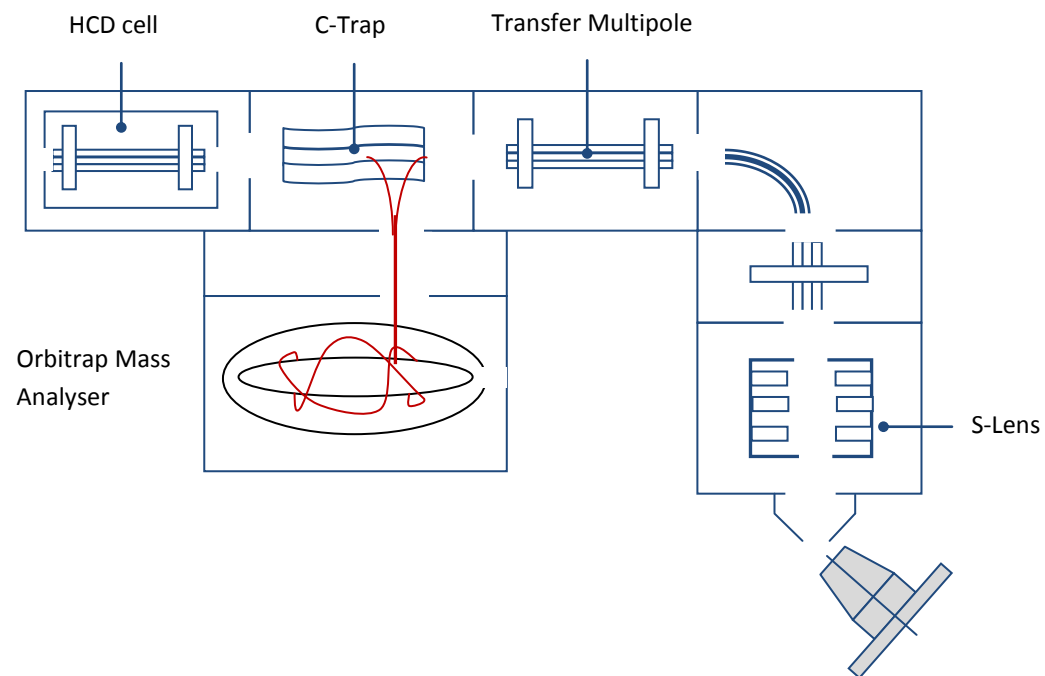 HCD cell
C-Trap
Transfer Multipole
Orbitrap Mass
Analyser
S-Lens